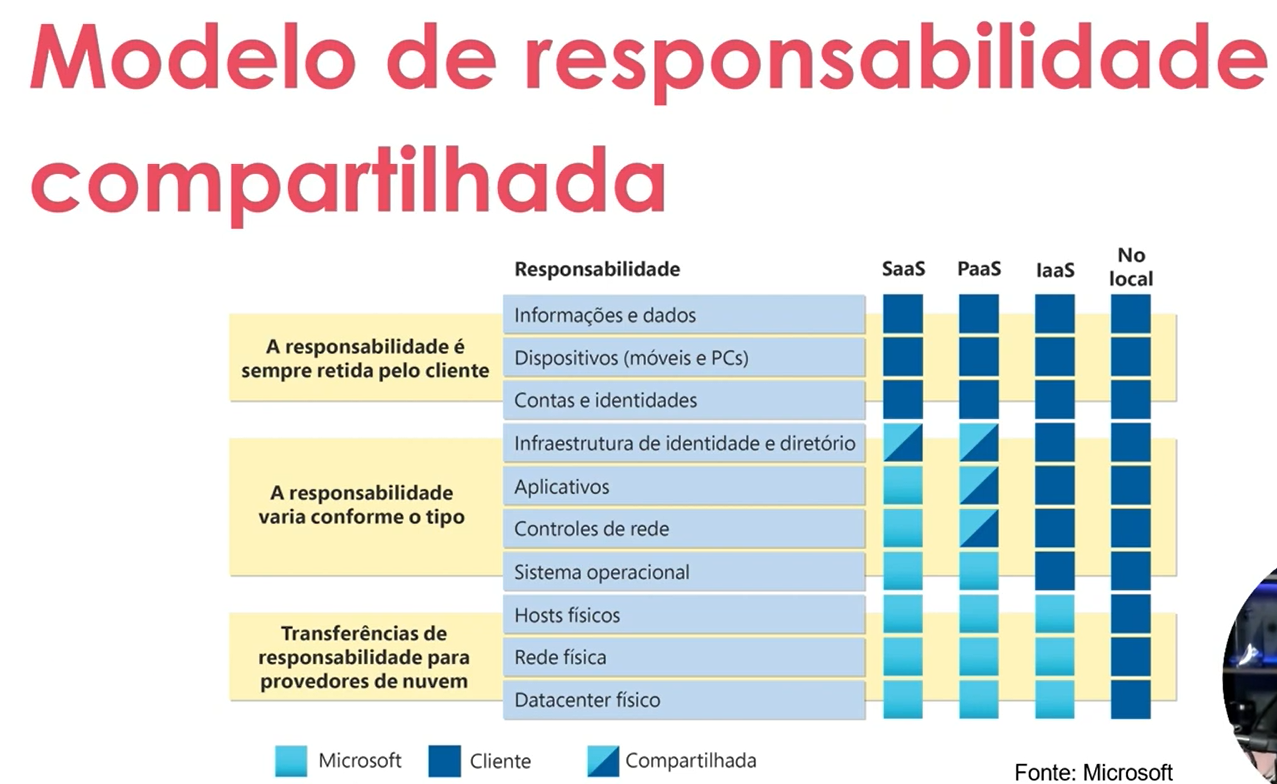 Modelo de responsabilidade
compartilhada
Responsabilidade SaaS PaaS IaaS No local
A responsabilidade é
sempre retida pelo cliente
Informações e dados
Dispositivos (móveis e PCs)
Contas e identidades
A responsabilidade
varia conforme o tipo
Infraestrutura de identidade e diretório
Aplicativos
Controles de rede
Sistema operacional
Transferências de
responsabilidade para
provedores de nuvem
Hosts físicos
Rede física
Datacenter físico
Microsoft Cliente Compartilhada
Fonte: Microsoft